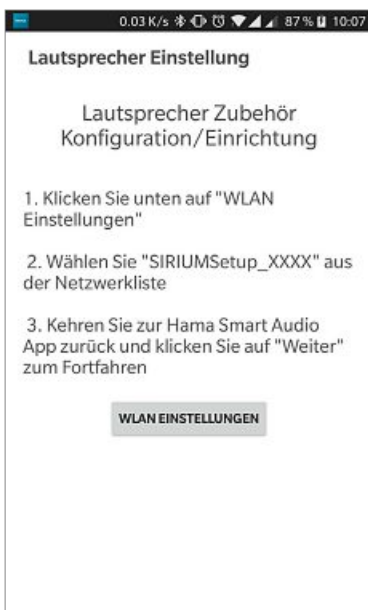 0.03 K/s 87% 10:07
Lautsprecher Einstellung
Lautsprecher Zubehör
Konfiguration/Einrichtung
1. Klicken Sie unten auf "WLAN
Einstellungen"
2. Wählen Sie "SIRIUMSetup_XXXX" aus
der Netzwerkliste
3. Kehren Sie zur Hama Smart Audio
App zurück und klicken Sie auf "Weiter"
zum Fortfahren
WLAN EINSTELLUNGEN